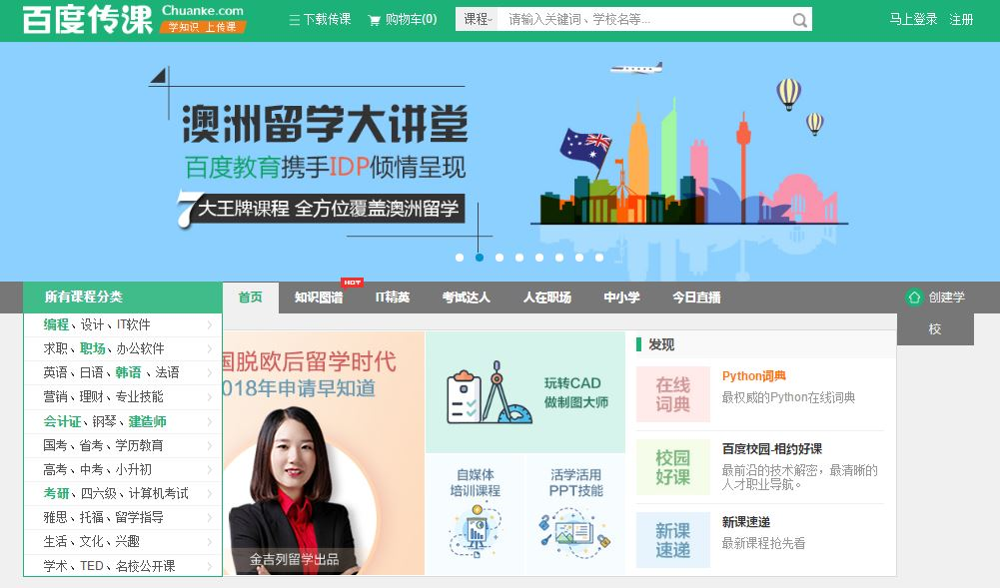 百度传课
Chuanke.com
学知识 上传课
下载传课
购物车(0)
课程
请输入关键词、学校名等...
马上登录 注册
澳洲留学大讲堂
百度教育携手IDP倾情呈现
7大王牌课程 全方位覆盖澳洲留学
所有课程分类
首页
知识图谱
HOT
IT精英
考试达人
人在职场
中小学
今日直播
创建学
校
编程、设计、IT软件
求职、职场、办公软件
英语、日语、韩语、法语
营销、理财、专业技能
会计证、钢琴、建造师
国考、省考、学历教育
高考、中考、小升初
考研、四六级、计算机考试
雅思、托福、留学指导
生活、文化、兴趣
学术、TED、名校公开课
国脱欧后留学时代
2018年申请早知道
金吉列留学出品
玩转CAD
做制图大师
自媒体
培训课程
活学活用
PPT技能
发现
在线
词典
Python词典
最权威的Python在线词典
校园
好课
百度校园-相约好课
最前沿的技术解密，最清晰的
人才职业导航。
新课
速递
新课速递
最新课程抢先看